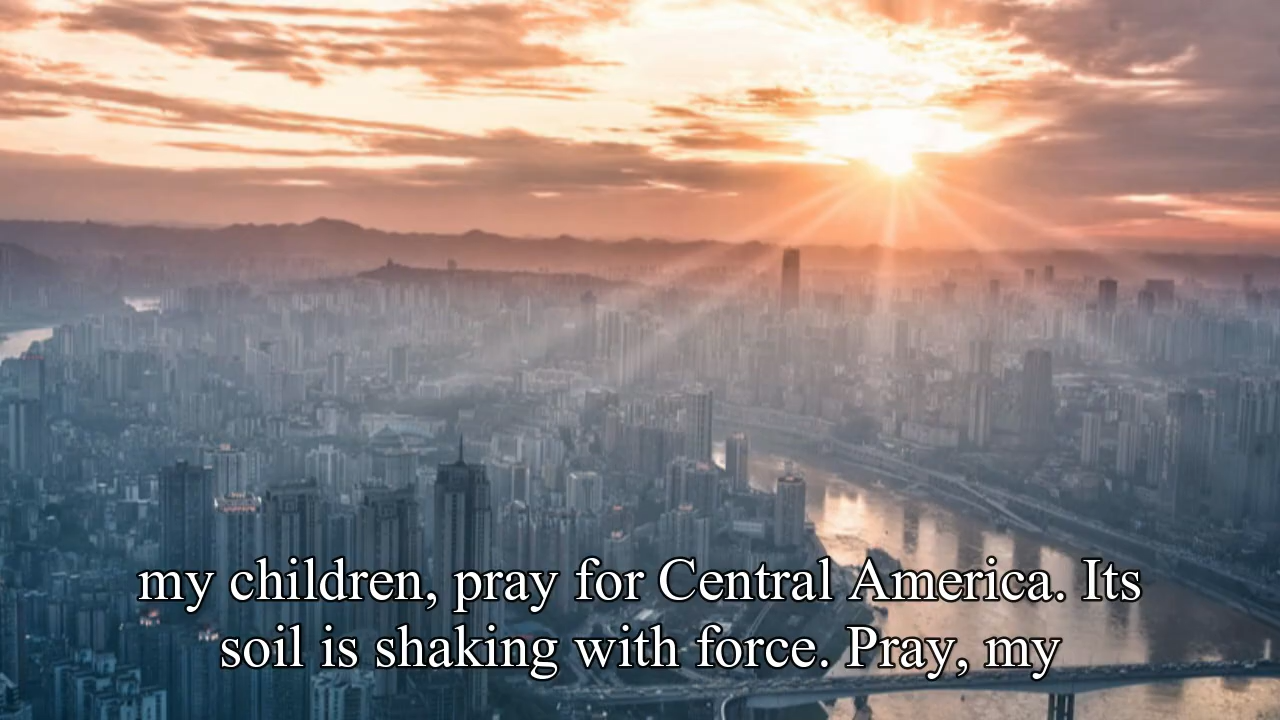 my children, pray for Central America. Its
soil is shaking with force. Pray, my